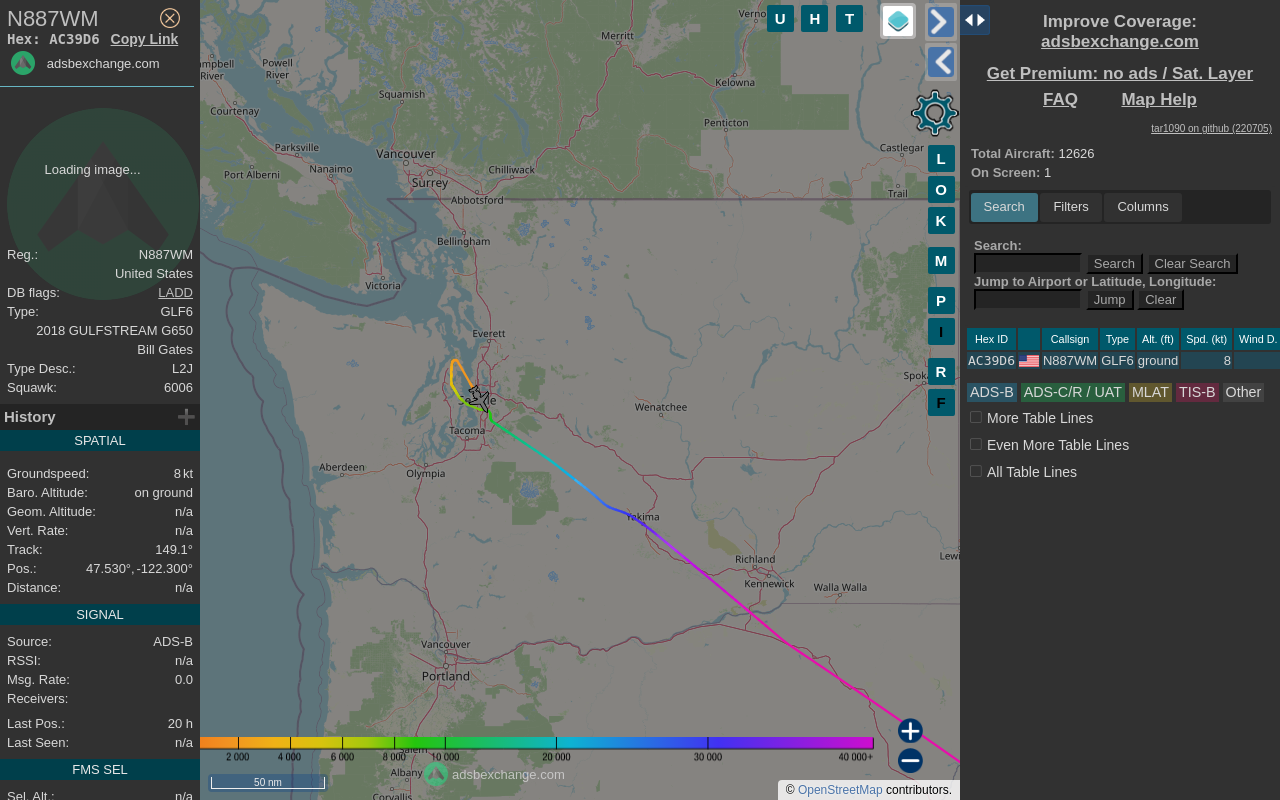 N887WM
Hex: AC39D6 Copy Link
adsbexchange.com
Loading image...
Reg.: N887WM
United States
DB flags: LADD
Type: GLF6
2018 GULFSTREAM G650
Bill Gates
Type Desc.: L2J
Squawk: 6006
History
SPATIAL
Groundspeed: 8 kt
Baro. Altitude: on ground
Geom. Altitude: n/a
Vert. Rate: n/a
Track: 149.1°
Pos.: 47.530°, -122.300°
Distance: n/a
SIGNAL
Source: ADS-B
RSSI: n/a
Msg. Rate: 0.0
Receivers:
Last Pos.: 20 h
Last Seen: n/a
FMS SEL
Sel. Alt.: n/a
U H T
L
O
K
M
P
I
R
F
Merritt
Powell
River
River
Squamish
Courtenay
Kelowna
Penticton
Castlegar
Trail
Parksville
Nanaimo
Port Alberni
Vancouver
Surrey
Chilliwack
Abbotsford
Bellingham
Victoria
Everett
Tacoma
Olympia
Aberdeen
Wenatchee
Yakima
Richland
Kennewick
Walla Walla
Vancouver
Portland
Albany
Corvallis
2 000 4 000 6 000 8 000 10 000 20 000 30 000 40 000+
adsbexchange.com
50 nm
© OpenStreetMap contributors.
Improve Coverage:
adsbexchange.com
Get Premium: no ads / Sat. Layer
FAQ Map Help
tar1090 on github (220705)
Total Aircraft: 12626
On Screen: 1
Search Filters Columns
Search:
Search Clear Search
Jump to Airport or Latitude, Longitude:
Jump Clear
Hex ID Callsign Type Alt. (ft) Spd. (kt) Wind D.
AC39D6 N887WM GLF6 ground 8
ADS-B ADS-C/R / UAT MLAT TIS-B Other
More Table Lines
Even More Table Lines
All Table Lines